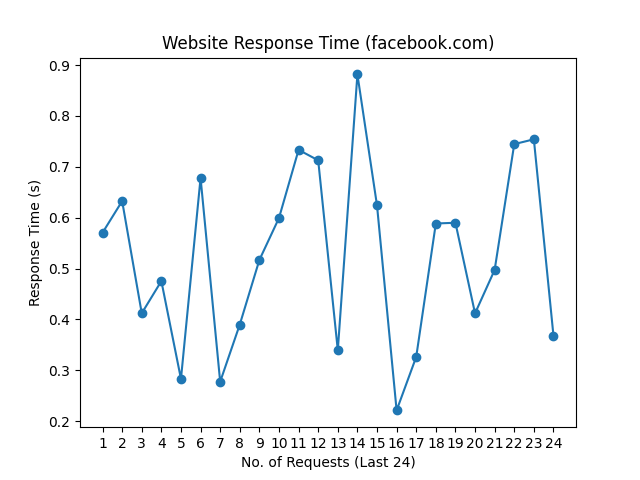 Website Response Time (facebook.com)
Response Time (s)
0.9
0.8
0.7
0.6
0.5
0.4
0.3
0.2
1 2 3 4 5 6 7 8 9 10 11 12 13 14 15 16 17 18 19 20 21 22 23 24
No. of Requests (Last 24)